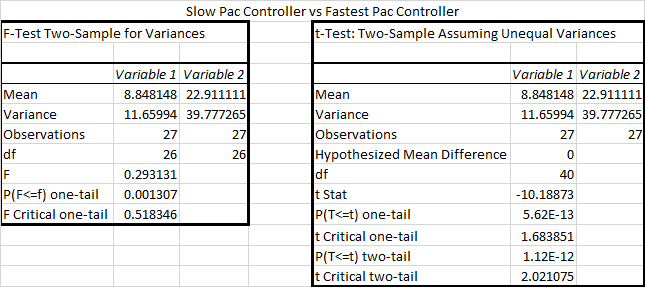 Slow Pac Controller vs Fastest Pac Controller
F-Test Two-Sample for Variances
Variable 1 Variable 2
Mean 8.848148 22.911111
Variance 11.65994 39.777265
Observations 27 27
df 26 26
F 0.293131
P(F<=f) one-tail 0.001307
F Critical one-tail 0.518346
t-Test: Two-Sample Assuming Unequal Variances
Variable 1 Variable 2
Mean 8.848148 22.911111
Variance 11.65994 39.777265
Observations 27 27
Hypothesized Mean Difference 0
df 40
t Stat -10.18873
P(T<=t) one-tail 5.62E-13
t Critical one-tail 1.683851
P(T<=t) two-tail 1.12E-12
t Critical two-tail 2.021075